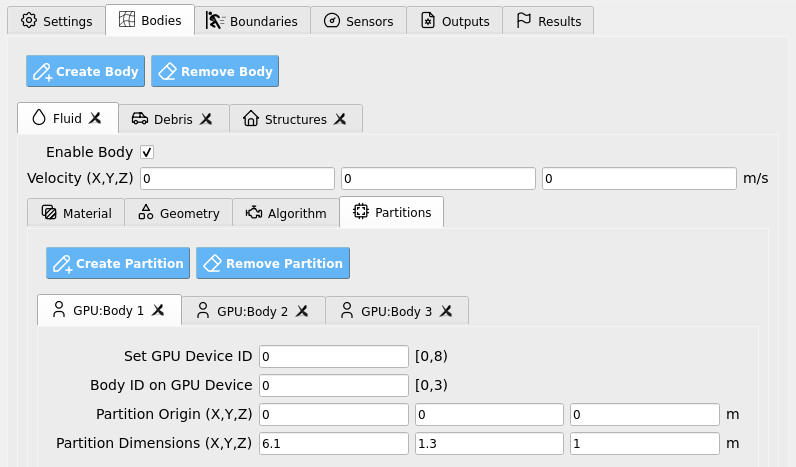 Settings Bodies Boundaries Sensors Outputs Results
Create Body Remove Body
Fluid Debris Structures
Enable Body
Velocity (X,Y,Z) 0 0 0 m/s
Material Geometry Algorithm Partitions
Create Partition Remove Partition
GPU:Body 1 GPU:Body 2 GPU:Body 3
Set GPU Device ID 0 [0,8)
Body ID on GPU Device 0 [0,3)
Partition Origin (X,Y,Z) 0 0 0 m
Partition Dimensions (X,Y,Z) 6.1 1.3 1 m